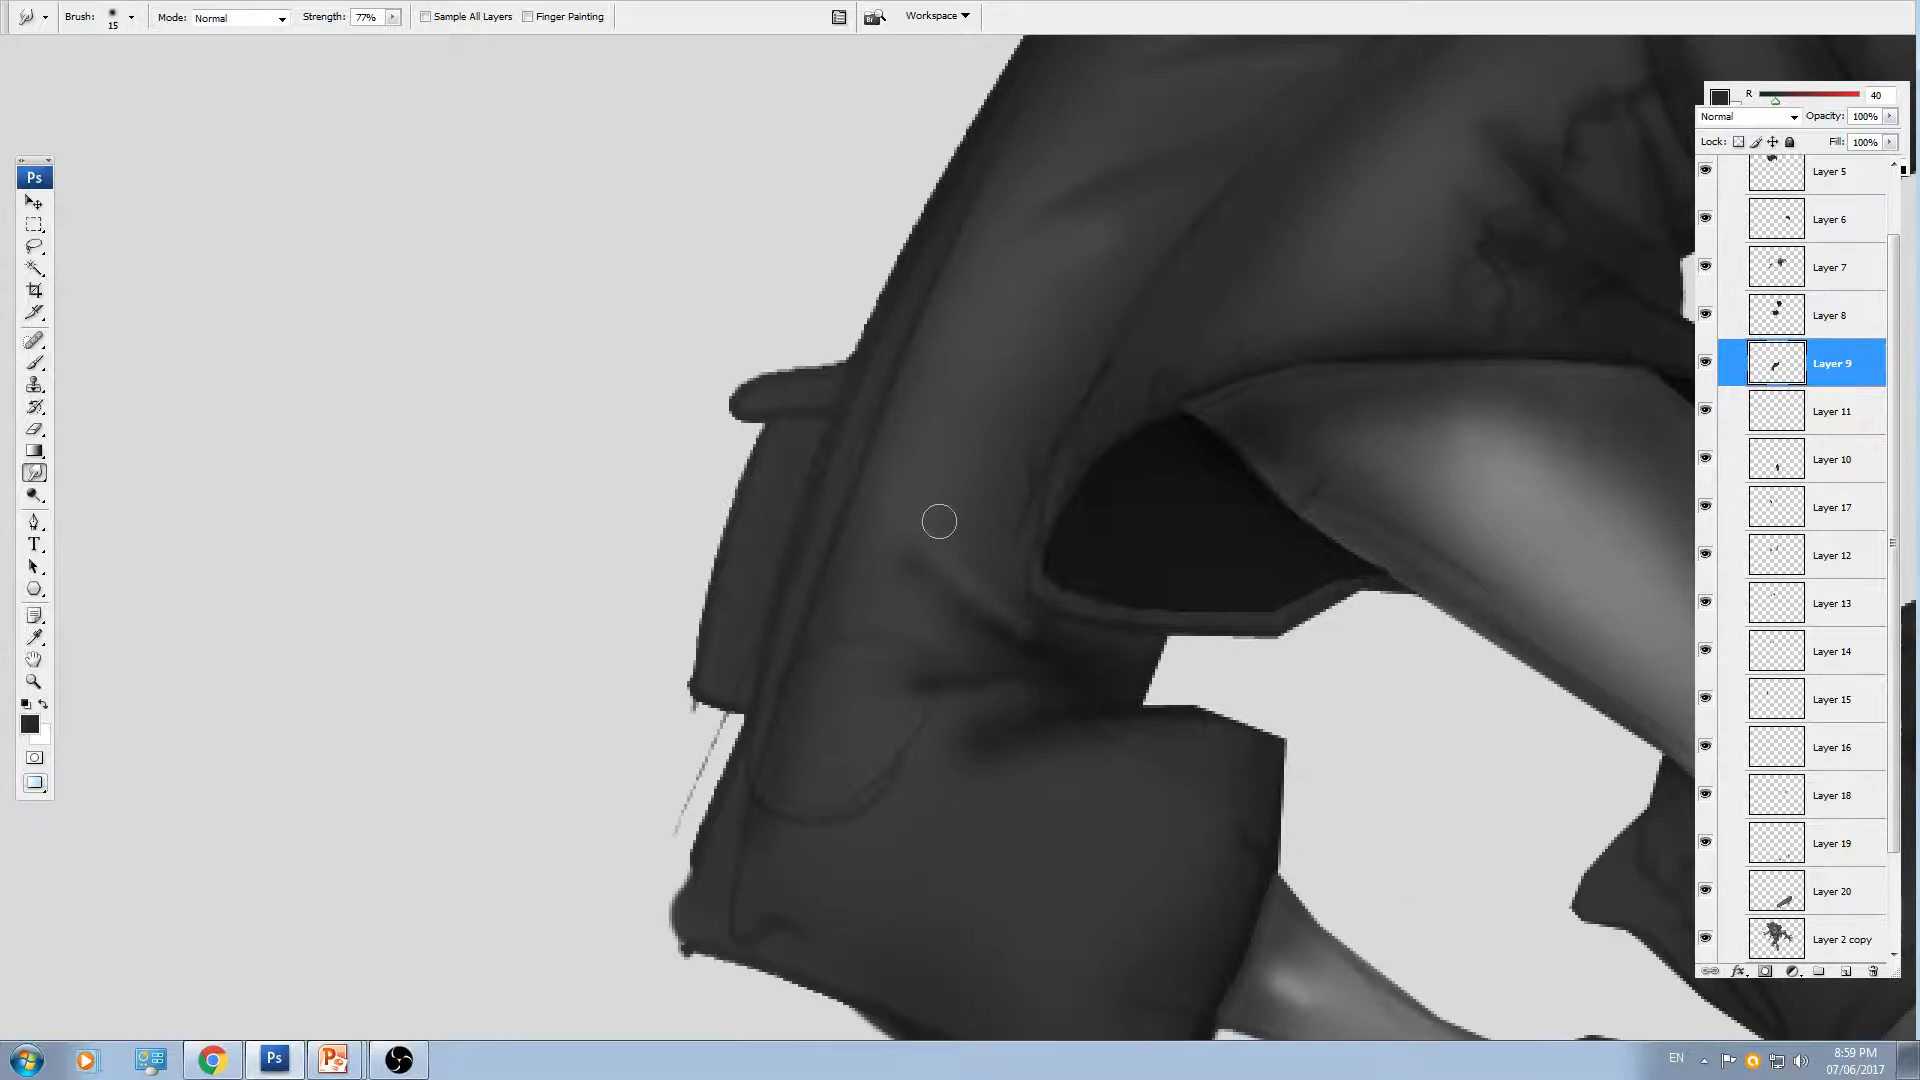 Brush:
15
Mode:
Normal
Strength:
77%
Sample All Layers
Finger Painting
Br
Workspace
R
40
Normal
Opacity:
100%
Lock:
Fill:
100%
Ps
T
Layer 5
Layer 6
Layer 7
Layer 8
Layer 9
Layer 11
Layer 10
Layer 17
Layer 12
Layer 13
Layer 14
Layer 15
Layer 16
Layer 18
Layer 19
Layer 20
Layer 2 copy
fx
Ps
P
EN
8:59 PM
07/06/2017